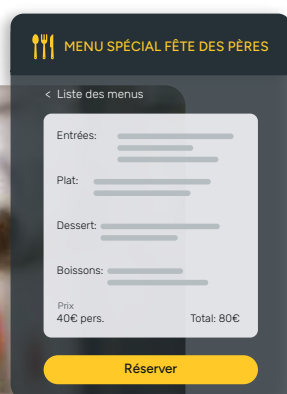 MENU SPÉCIAL FÊTE DES PÈRES
< Liste des menus
Entrées:
Plat:
Dessert:
Boissons:
Prix
40€ pers. Total: 80€
Réserver